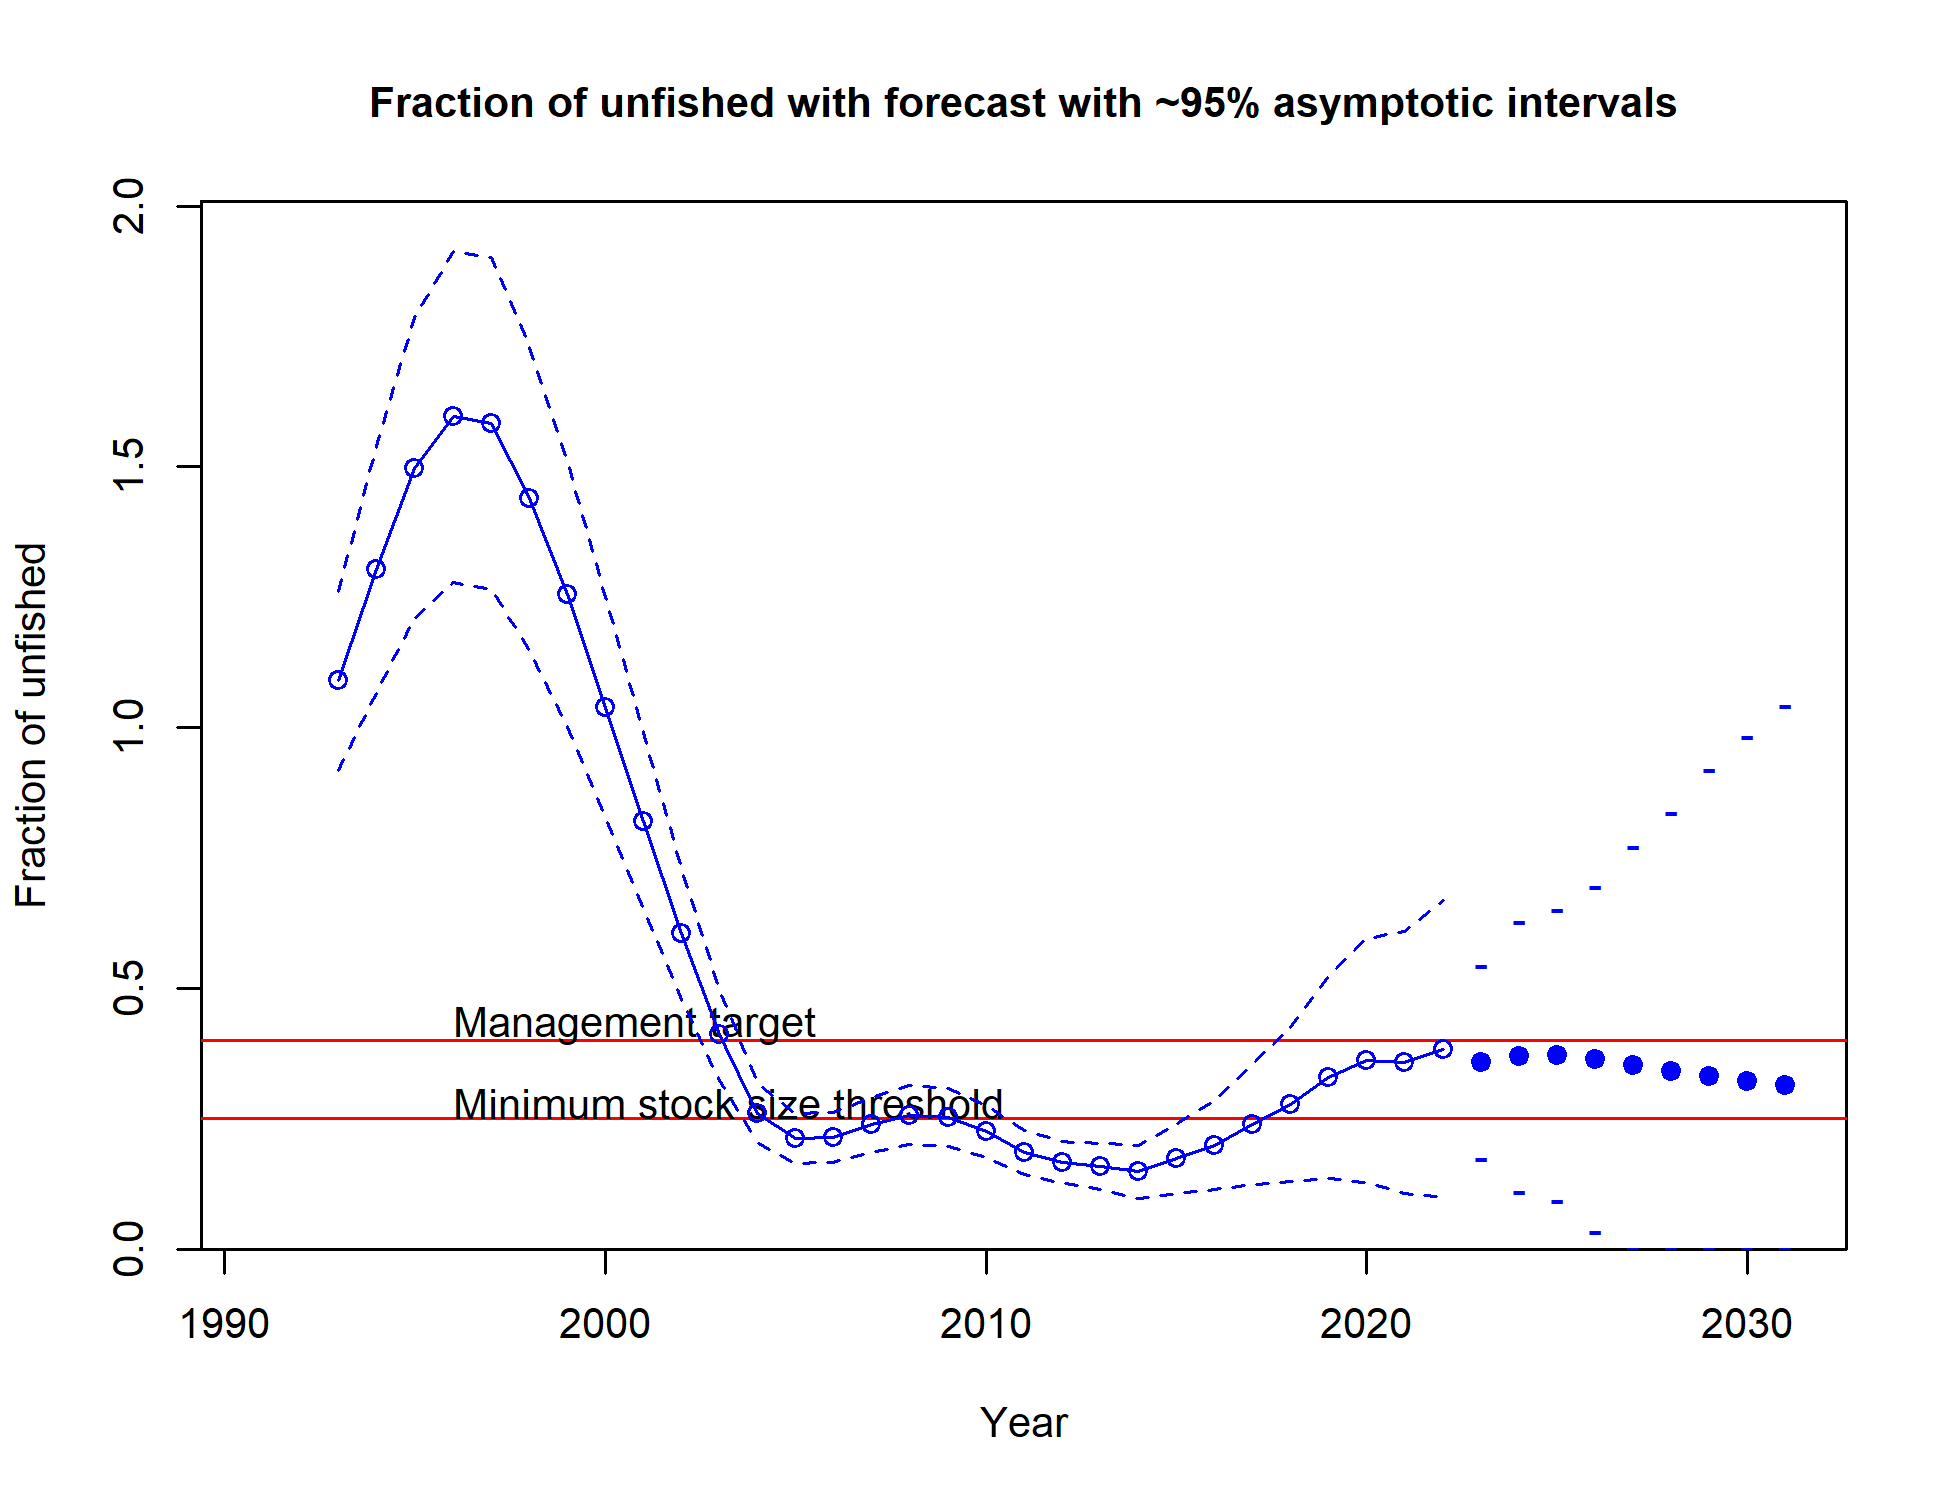 Fraction of unfished with forecast with ~95% asymptotic intervals
2.0
1.5
1.0
0.5
0.0
Fraction of unfished
Management target
Minimum stock size threshold
1990 2000 2010 2020 2030
Year